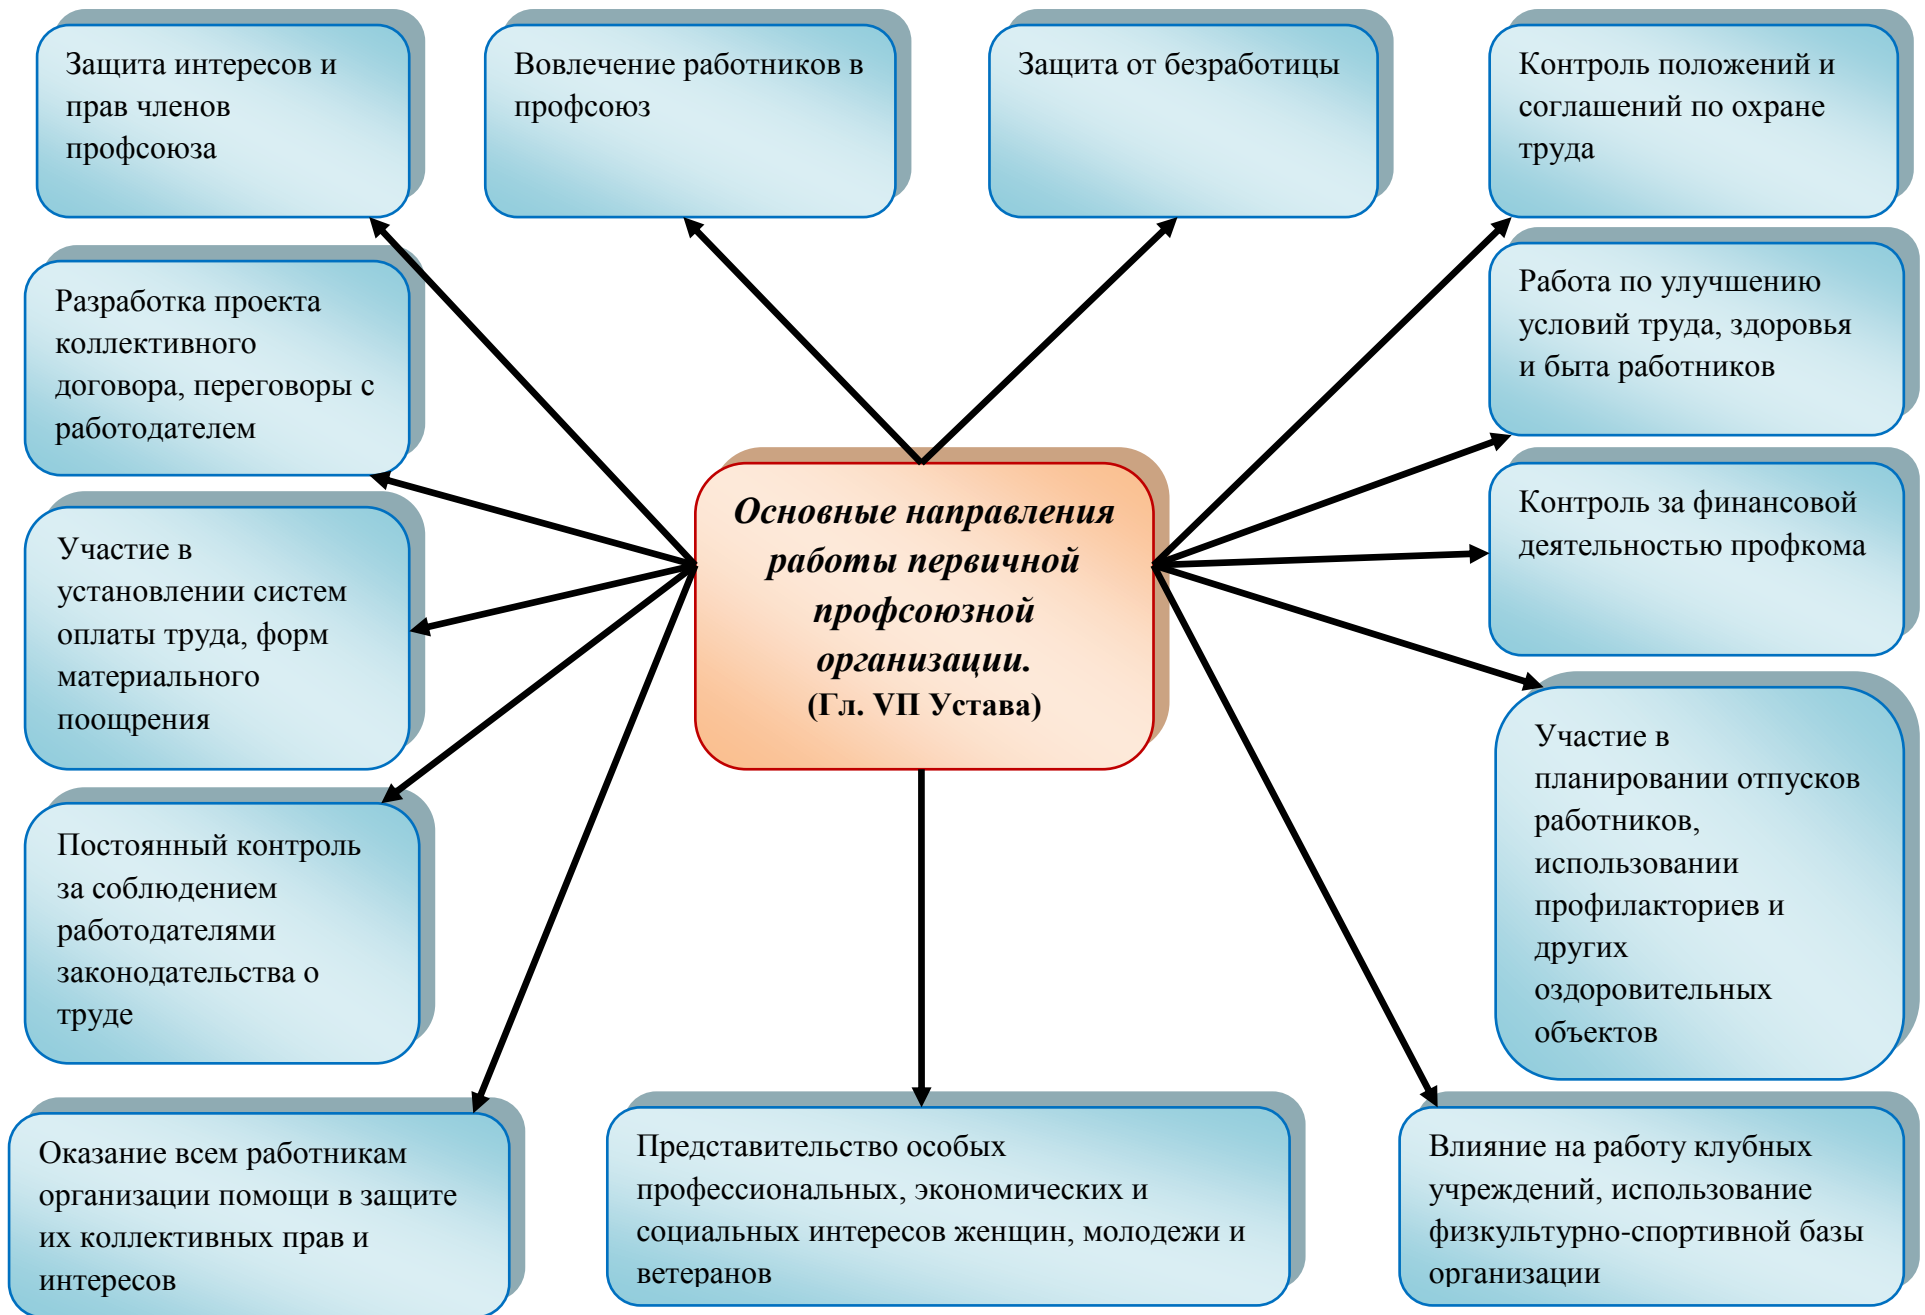 Защита интересов и
прав членов
профсоюза
Вовлечение работников в
профсоюз
Защита от безработицы
Контроль положений и
соглашений по охране
труда
Разработка проекта
коллективного
договора, переговоры с
работодателем
Работа по улучшению
условий труда, здоровья
и быта работников
Основные направления
работы первичной
профсоюзной
организации.
(Гл. VII Устава)
Контроль за финансовой
деятельностью профкома
Участие в
установлении систем
оплаты труда, форм
материального
поощрения
Участие в
планировании отпусков
работников,
использовании
профилакториев и
других
оздоровительных
объектов
Постоянный контроль
за соблюдением
работодателями
законодательства о
труде
Оказание всем работникам
организации помощи в защите
их коллективных прав и
интересов
Представительство особых
профессиональных, экономических и
социальных интересов женщин, молодежи и
ветеранов
Влияние на работу клубных
учреждений, использование
физкультурно-спортивной базы
организации